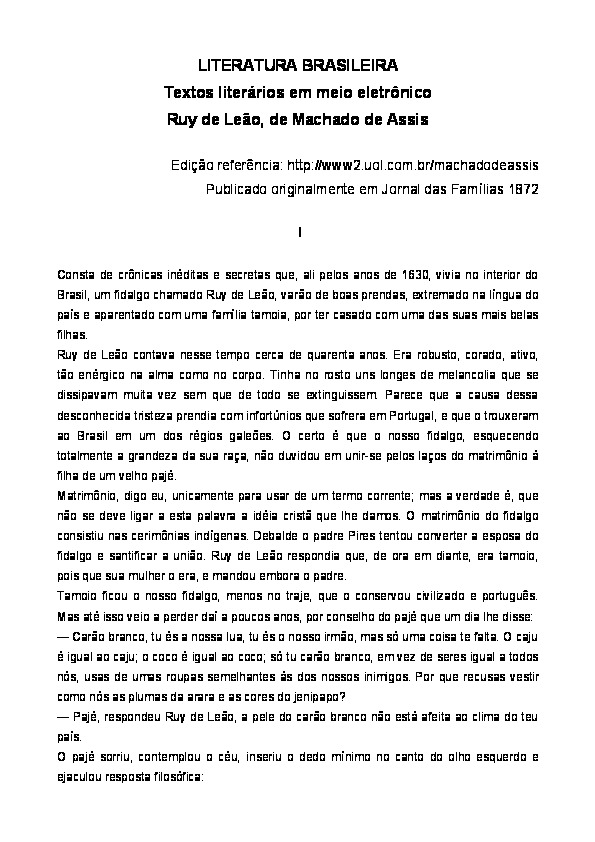 LITERATURA BRASILEIRA
Textos literários em meio eletrônico
Ruy de Leão, de Machado de Assis
Edição referência: http://www2.uol.com.br/machadodeassis
Publicado originalmente em Jornal das Famílias 1872
I
Consta de crônicas inéditas e secretas que, ali pelos anos de 1630, vivia no interior do
Brasil, um fidalgo chamado Ruy de Leão, varão de boas prendas, extremado na língua do
país e aparentado com uma família tamoia, por ter casado com uma das suas mais belas
filhas.
Ruy de Leão contava nesse tempo cerca de quarenta anos. Era robusto, corado, ativo,
tão enérgico na alma como no corpo. Tinha no rosto uns longes de melancolia que se
dissipavam muita vez sem que de todo se extinguissem. Parece que a causa dessa
desconhecida tristeza prendia com infortúnios que sofrera em Portugal, e que o trouxeram
ao Brasil em um dos régios galeões. O certo é que o nosso fidalgo, esquecendo
totalmente a grandeza da sua raça, não duvidou em unir-se pelos laços do matrimônio à
filha de um velho pajé.
Matrimônio, digo eu, unicamente para usar de um termo corrente; mas a verdade é, que
não se deve ligar a esta palavra a idéia cristã que lhe damos. O matrimônio do fidalgo
consistiu nas cerimônias indígenas. Debalde o padre Pires tentou converter a esposa do
fidalgo e santificar a união. Ruy de Leão respondia que, de ora em diante, era tamoio,
pois que sua mulher o era, e mandou embora o padre.
Tamoio ficou o nosso fidalgo, menos no traje, que o conservou civilizado e português.
Mas até isso veio a perder daí a poucos anos, por conselho do pajé que um dia lhe disse:
— Carão branco, tu és a nossa lua, tu és o nosso irmão, mas só uma coisa te falta. O caju
é igual ao caju; o coco é igual ao coco; só tu carão branco, em vez de seres igual a todos
nós, usas de umas roupas semelhantes às dos nossos inimigos. Por que recusas vestir
como nós as plumas da arara e as cores do jenipapo?
— Pajé, respondeu Ruy de Leão, a pele do carão branco não está afeita ao clima do teu
país.
O pajé sorriu, contemplou o céu, inseriu o dedo mínimo no canto do olho esquerdo e
ejaculou resposta filosófica: